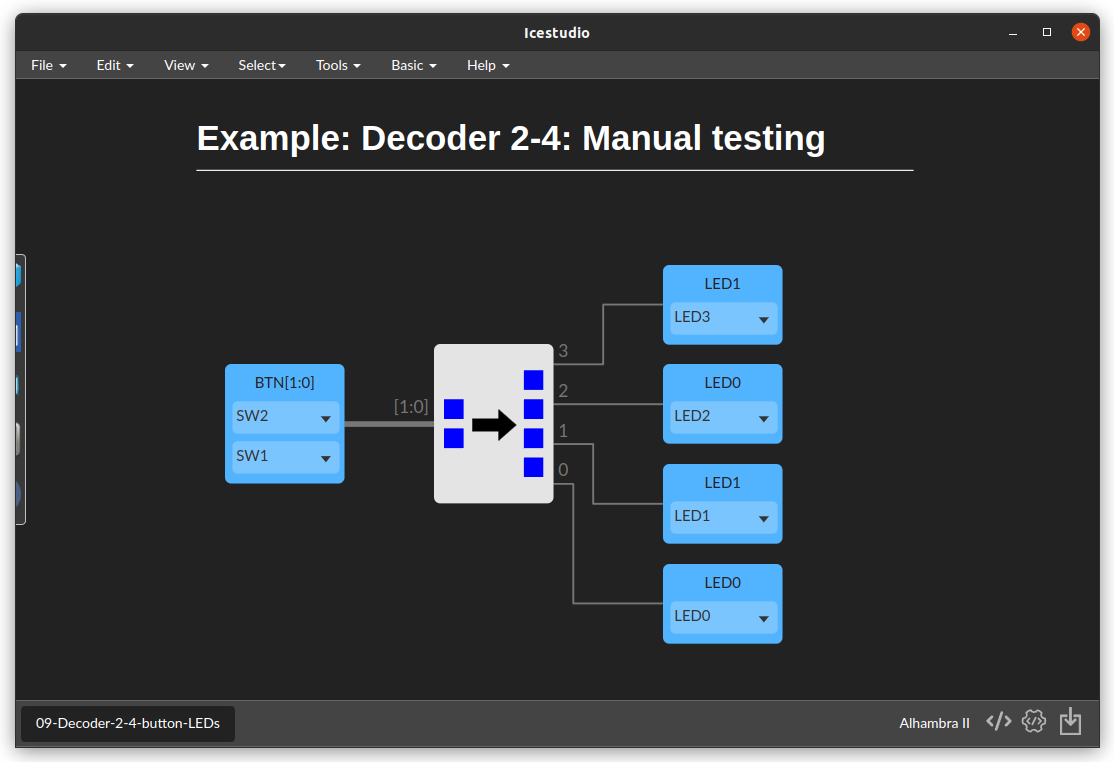 Icestudio
File Edit View Select Tools Basic Help
Example: Decoder 2-4: Manual testing
BTN[1:0]
SW2
SW1
[1:0]
3
2
1
0
LED1
LED3
LED0
LED2
LED1
LED1
LED0
LED0
09-Decoder-2-4-button-LEDs
Alhambra II